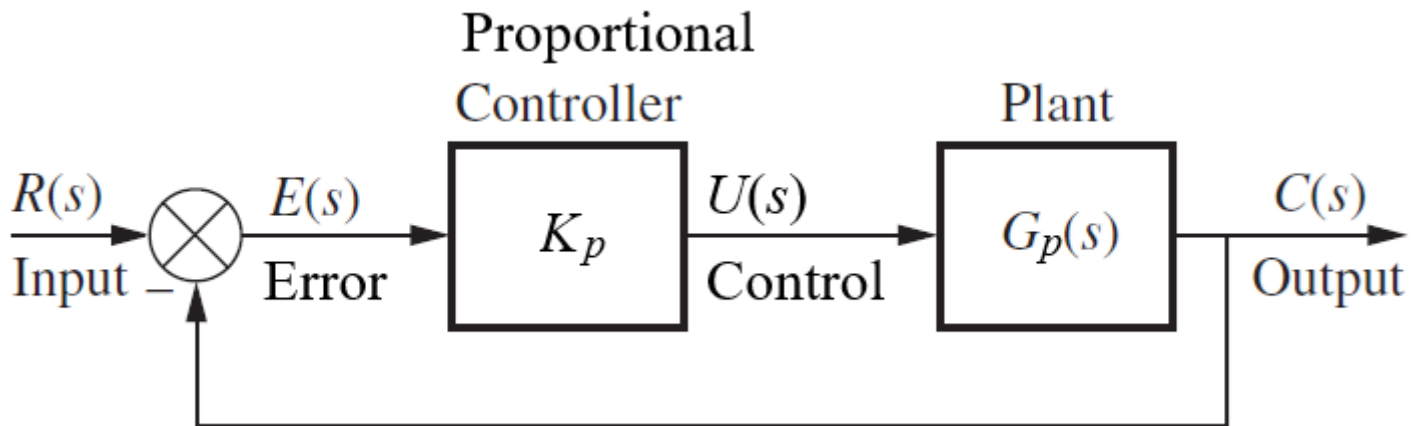 Proportional
Controller
Plant
R(s)
E(s)
U(s)
C(s)
K_p
G_p(s)
Input
−
Error
Control
Output